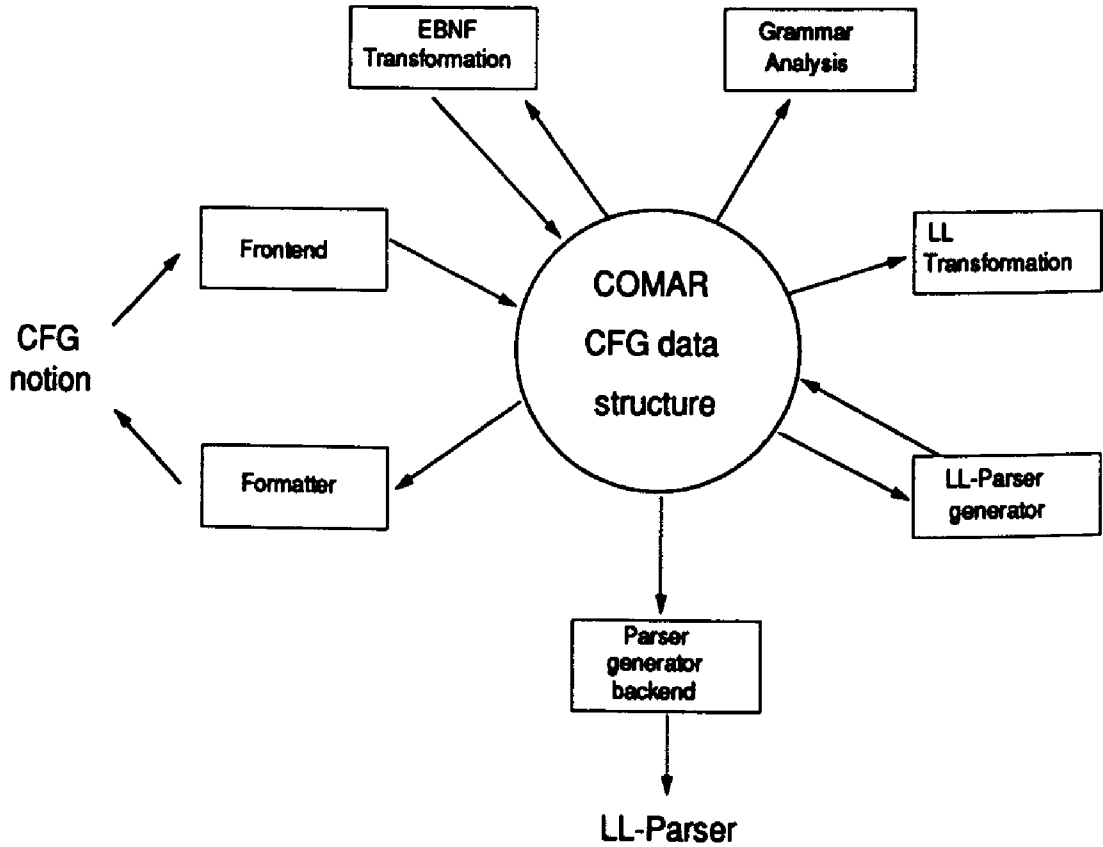 EBNF
Transformation
Grammar
Analysis
Frontend
LL
Transformation
COMAR
CFG data
structure
CFG
notion
Formatter
LL-Parser
generator
Parser
generator
backend
LL-Parser